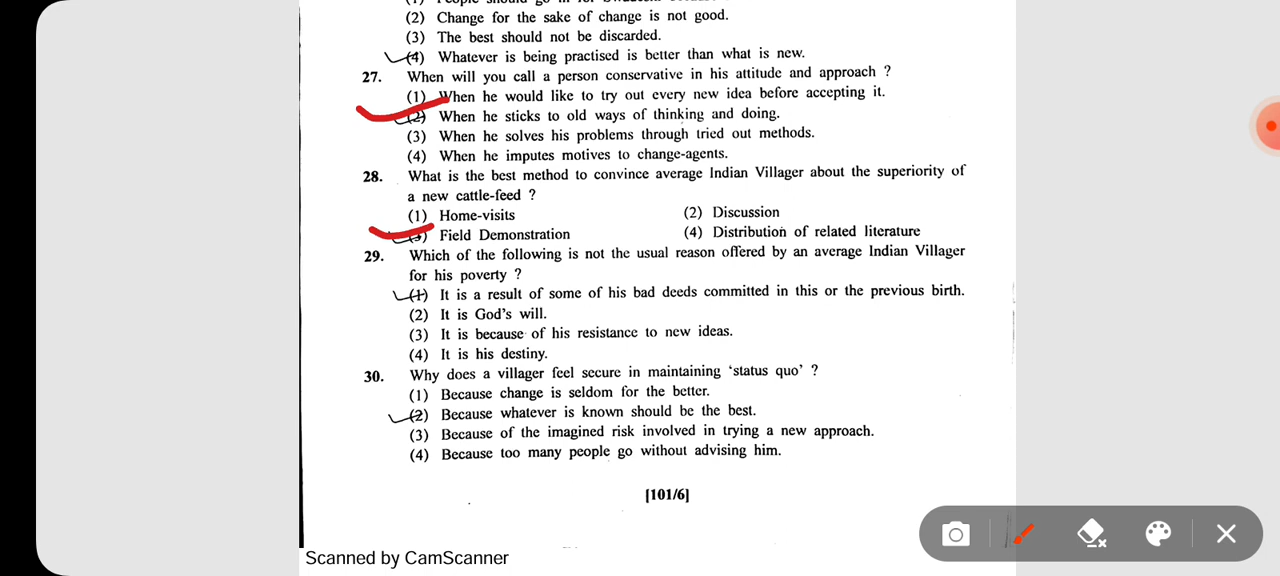 (2) Change for the sake of change is not good.
(3) The best should not be discarded.
(4) Whatever is being practised is better than what is new.
27. When will you call a person conservative in his attitude and approach ?
(1) When he would like to try out every new idea before accepting it.
(2) When he sticks to old ways of thinking and doing.
(3) When he solves his problems through tried out methods.
(4) When he imputes motives to change-agents.
28. What is the best method to convince average Indian Villager about the superiority of
a new cattle-feed ?
(1) Home-visits (2) Discussion
(3) Field Demonstration (4) Distribution of related literature
29. Which of the following is not the usual reason offered by an average Indian Villager
for his poverty ?
(1) It is a result of some of his bad deeds committed in this or the previous birth.
(2) It is God's will.
(3) It is because of his resistance to new ideas.
(4) It is his destiny.
30. Why does a villager feel secure in maintaining 'status quo' ?
(1) Because change is seldom for the better.
(2) Because whatever is known should be the best.
(3) Because of the imagined risk involved in trying a new approach.
(4) Because too many people go without advising him.
[101/6]
Scanned by CamScanner